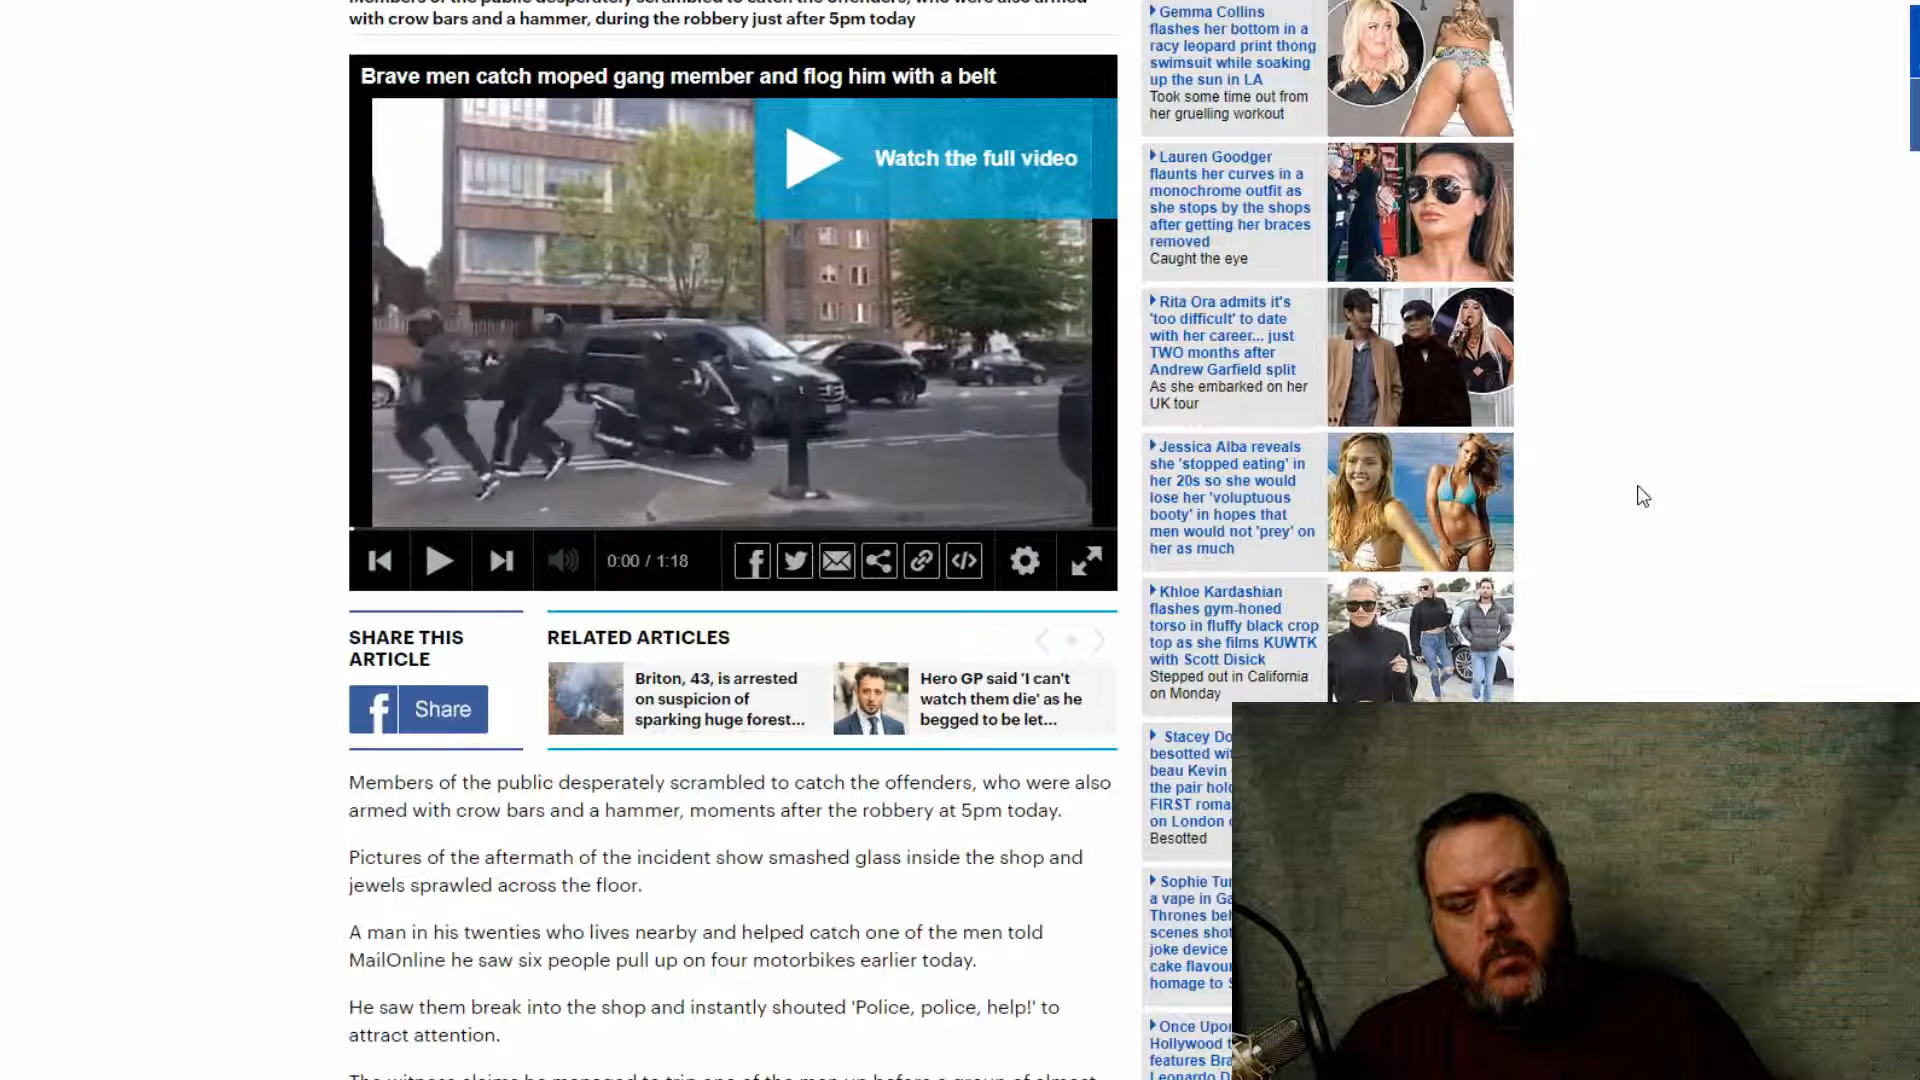 with crow bars and a hammer, during the robbery just after 5pm today
Brave men catch moped gang member and flog him with a belt
Watch the full video
0:00 / 1:18
SHARE THIS
ARTICLE
Share
RELATED ARTICLES
Briton, 43, is arrested
on suspicion of
sparking huge forest...
Hero GP said 'I can't
watch them die' as he
begged to be let...
Members of the public desperately scrambled to catch the offenders, who were also
armed with crow bars and a hammer, moments after the robbery at 5pm today.
Pictures of the aftermath of the incident show smashed glass inside the shop and
jewels sprawled across the floor.
A man in his twenties who lives nearby and helped catch one of the men told
MailOnline he saw six people pull up on four motorbikes earlier today.
He saw them break into the shop and instantly shouted 'Police, police, help!' to
attract attention.
Gemma Collins
flashes her bottom in a
racy leopard print thong
swimsuit while soaking
up the sun in LA
Took some time out from
her gruelling workout
Lauren Goodger
flaunts her curves in a
monochrome outfit as
she stops by the shops
after getting her braces
removed
Caught the eye
Rita Ora admits it's
'too difficult' to date
with her career... just
TWO months after
Andrew Garfield split
As she embarked on her
UK tour
Jessica Alba reveals
she 'stopped eating' in
her 20s so she would
lose her 'voluptuous
booty' in hopes that
men would not 'prey' on
her as much
Khloe Kardashian
flashes gym-honed
torso in fluffy black crop
top as she films KUWTK
with Scott Disick
Stepped out in California
on Monday
Stacey Do
besotted wit
beau Kevin
the pair hol
FIRST roma
on London
Besotted
Sophie Tu
a vape in Ga
Thrones be
scenes shot
joke device
cake flavou
homage to
Once Upo
Hollywood
features Bra
Leonardo D